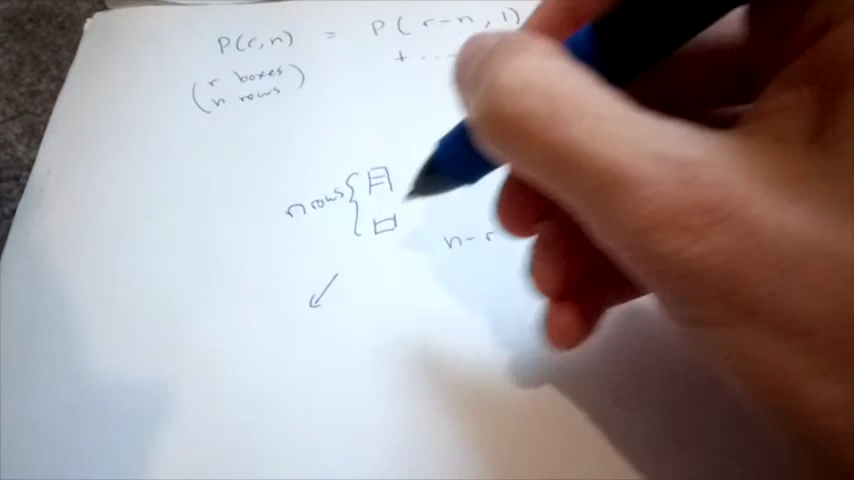 P(r,n) = P(r-n, 1)
+ ...
(r boxes
n rows)
n rows {
n-r